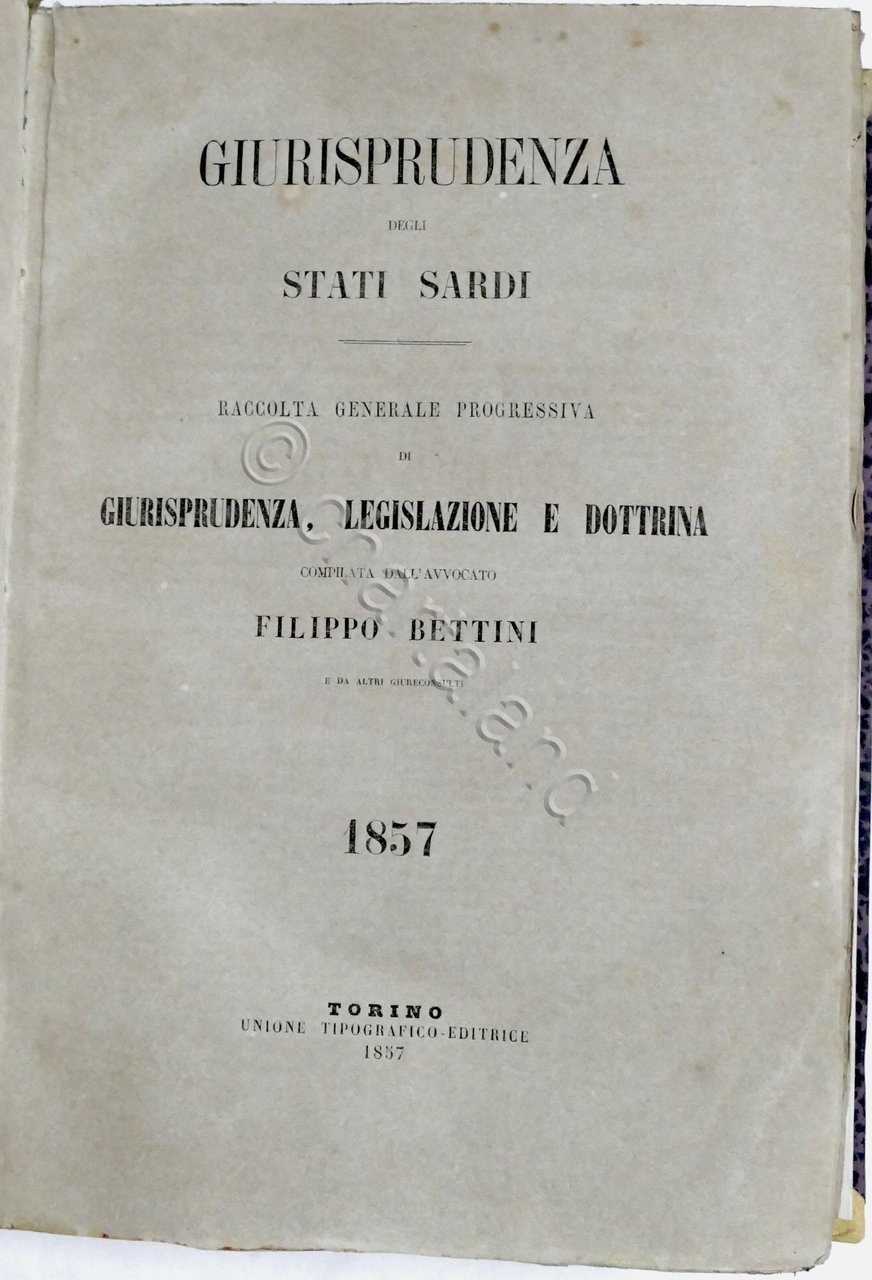 GIURISPRUDENZA
DEGLI
STATI SARDI
RACCOLTA GENERALE PROGRESSIVA
DI
GIURISPRUDENZA, LEGISLAZIONE E DOTTRINA
COMPILATA DALL'AVVOCATO
FILIPPO BETTINI
E DA ALTRI GIURECONSULTI
1857
TORINO
UNIONE TIPOGRAFICO-EDITRICE
1857